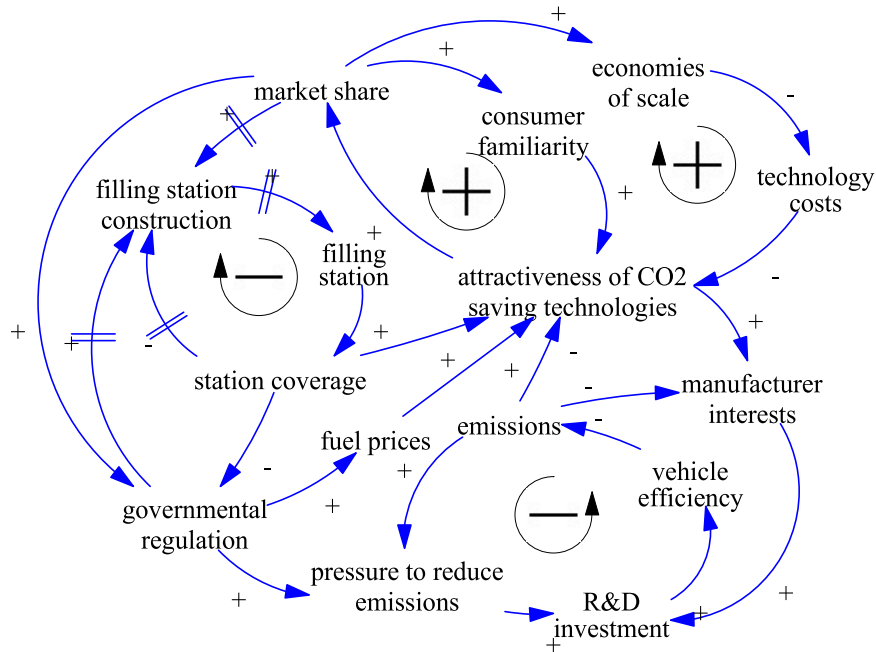 +
+
economies
of scale
-
market share
consumer
familiarity
+
+
technology
costs
filling station
construction
+
+
filling
station
attractiveness of CO2
saving technologies
-
+
+
-
+
+
+
+
-
station coverage
-
manufacturer
interests
fuel prices
emissions
-
-
+
vehicle
efficiency
+
governmental
regulation
pressure to reduce
emissions
+
R&D
investment
+
+
+